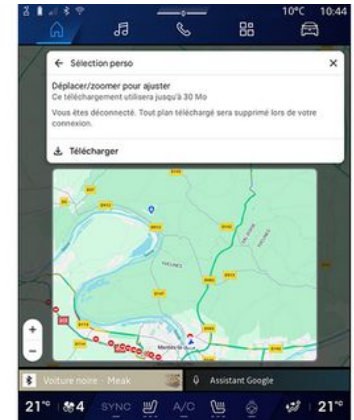 10°C 10:44
Sélection perso
Déplacer/zoomer pour ajuster
Ce téléchargement utilisera jusqu'à 30 Mo
Vous êtes déconnecté. Tout plan téléchargé sera supprimé lors de votre
connexion.
Télécharger
YVELINES
Mantes-la-Jolie
+
−
Voiture noire · Meak
Assistant Google
21°C 4 SYNC A/C 21°C